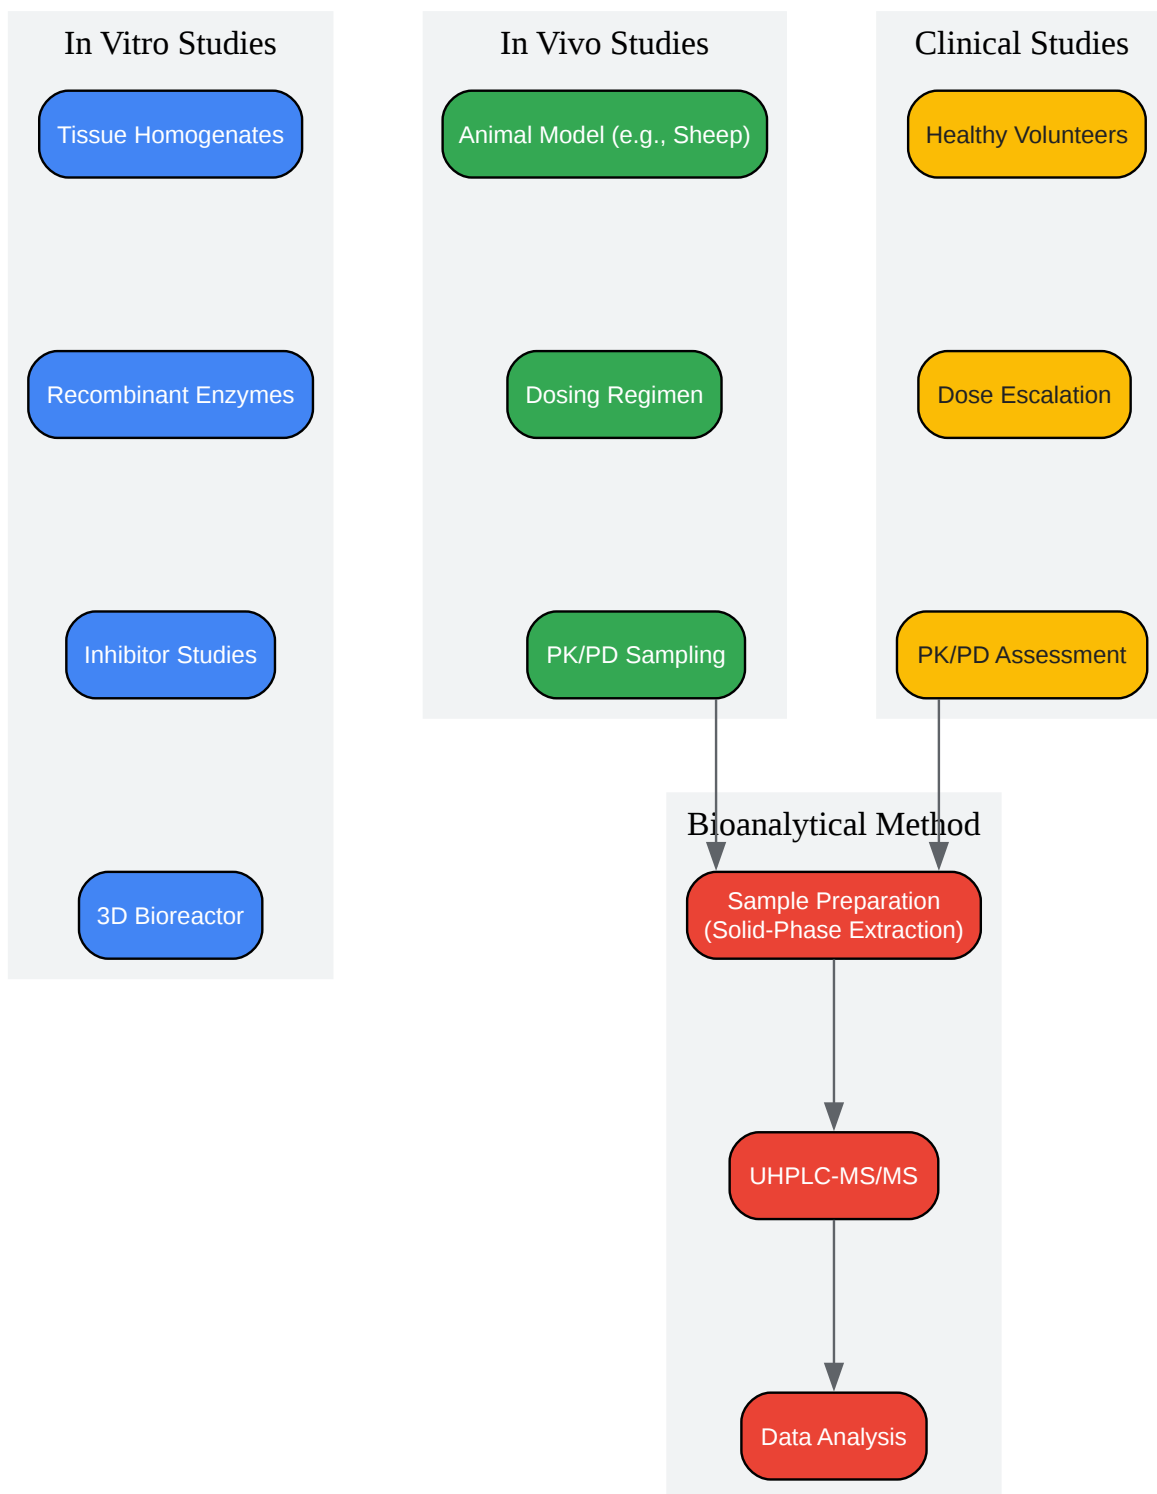 In Vitro Studies
Tissue Homogenates
Recombinant Enzymes
Inhibitor Studies
3D Bioreactor
In Vivo Studies
Animal Model (e.g., Sheep)
Dosing Regimen
PK/PD Sampling
Clinical Studies
Healthy Volunteers
Dose Escalation
PK/PD Assessment
Bioanalytical Method
Sample Preparation
(Solid-Phase Extraction)
UHPLC-MS/MS
Data Analysis